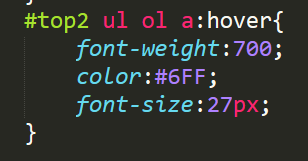 }
#top2 ul ol a:hover{
font-weight:700;
color:#6FF;
font-size:27px;
}